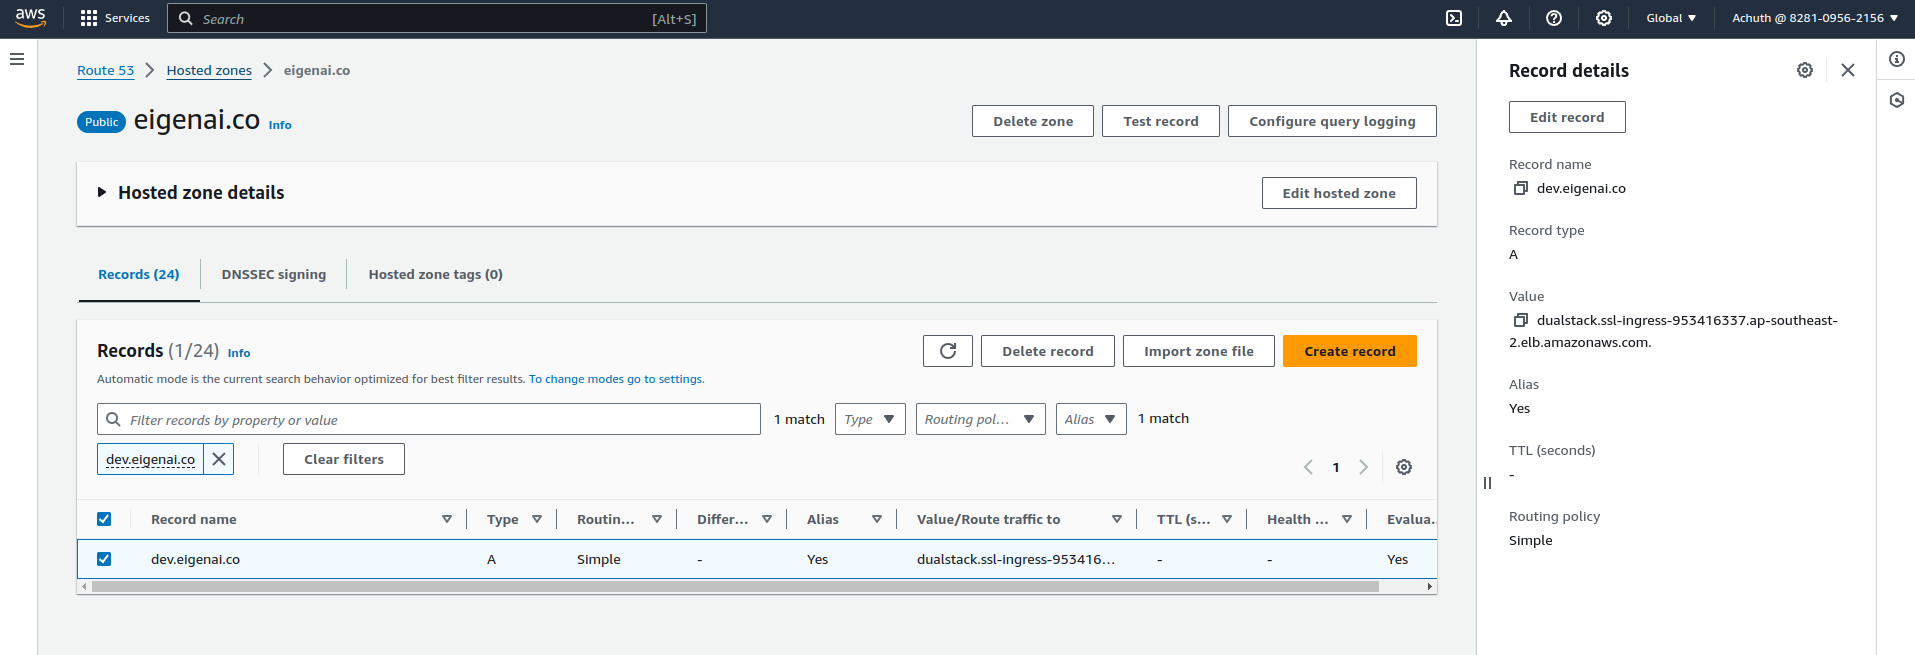 aws
Services
Search
[Alt+S]
Global
Achuth @ 8281-0956-2156
Route 53
Hosted zones
eigenai.co
Public
eigenai.co
Info
Delete zone
Test record
Configure query logging
Hosted zone details
Edit hosted zone
Records (24)
DNSSEC signing
Hosted zone tags (0)
Records (1/24)
Info
Delete record
Import zone file
Create record
Automatic mode is the current search behavior optimized for best filter results. To change modes go to settings.
Filter records by property or value
1 match
Type
Routing pol...
Alias
1 match
dev.eigenai.co
Clear filters
1
Record name
Type
Routin...
Differ...
Alias
Value/Route traffic to
TTL (s...
Health ...
Evalua..
dev.eigenai.co
A
Simple
-
Yes
dualstack.ssl-ingress-953416...
-
-
Yes
Record details
Edit record
Record name
dev.eigenai.co
Record type
A
Value
dualstack.ssl-ingress-953416337.ap-southeast-
2.elb.amazonaws.com.
Alias
Yes
TTL (seconds)
-
Routing policy
Simple